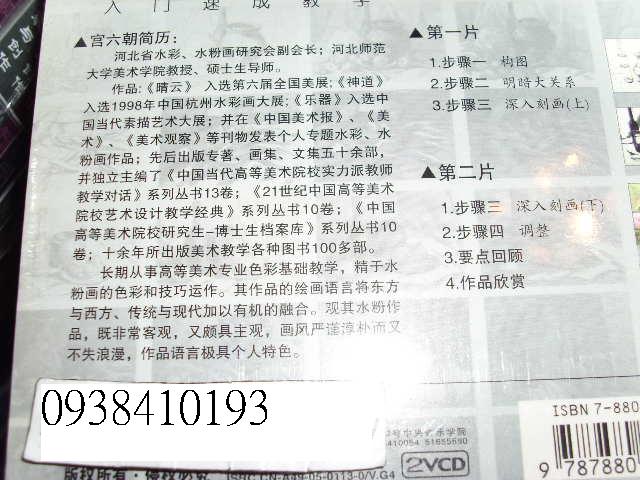 入门速成教学
▲宫六朝简历:
河北省水彩、水粉画研究会副会长；河北师范
大学美术学院教授、硕士生导师。
作品:《晴云》 入选第六届全国美展;《神道》
入选1998年中国杭州水彩画大展;《乐器》入选中
国当代素描艺术大展；并在《中国美术报》、《美
术》、《美术观察》等刊物发表个人专题水彩、水
粉画作品；先后出版专著、画集、文集五十余部，
并独立主编了《中国当代高等美术院校实力派教师
教学对话》系列丛书13卷；《21世纪中国高等美术
院校艺术设计教学经典》系列丛书10卷；《中国
高等美术院校研究生-博士生档案库》系列丛书10
卷；十余年所出版美术教学各种图书100多部。
长期从事高等美术专业色彩基础教学，精于水
粉画的色彩和技巧运作。其作品的绘画语言将东方
与西方、传统与现代加以有机的融合。观其水粉作
品，既非常客观，又颇具主观，画风严谨淳朴而又
不失浪漫，作品语言极具个人特色。
▲第一片
1.步骤一 构图
2.步骤二 明暗大关系
3.步骤三 深入刻画(上)
▲第二片
1.步骤三 深入刻画(下)
2.步骤四 调整
3.要点回顾
4.作品欣赏
0938410193
版权所有·侵权必究
ISRC CN-A49-05-0113-0/V.G4
2VCD
ISBN 7-880
9 787880